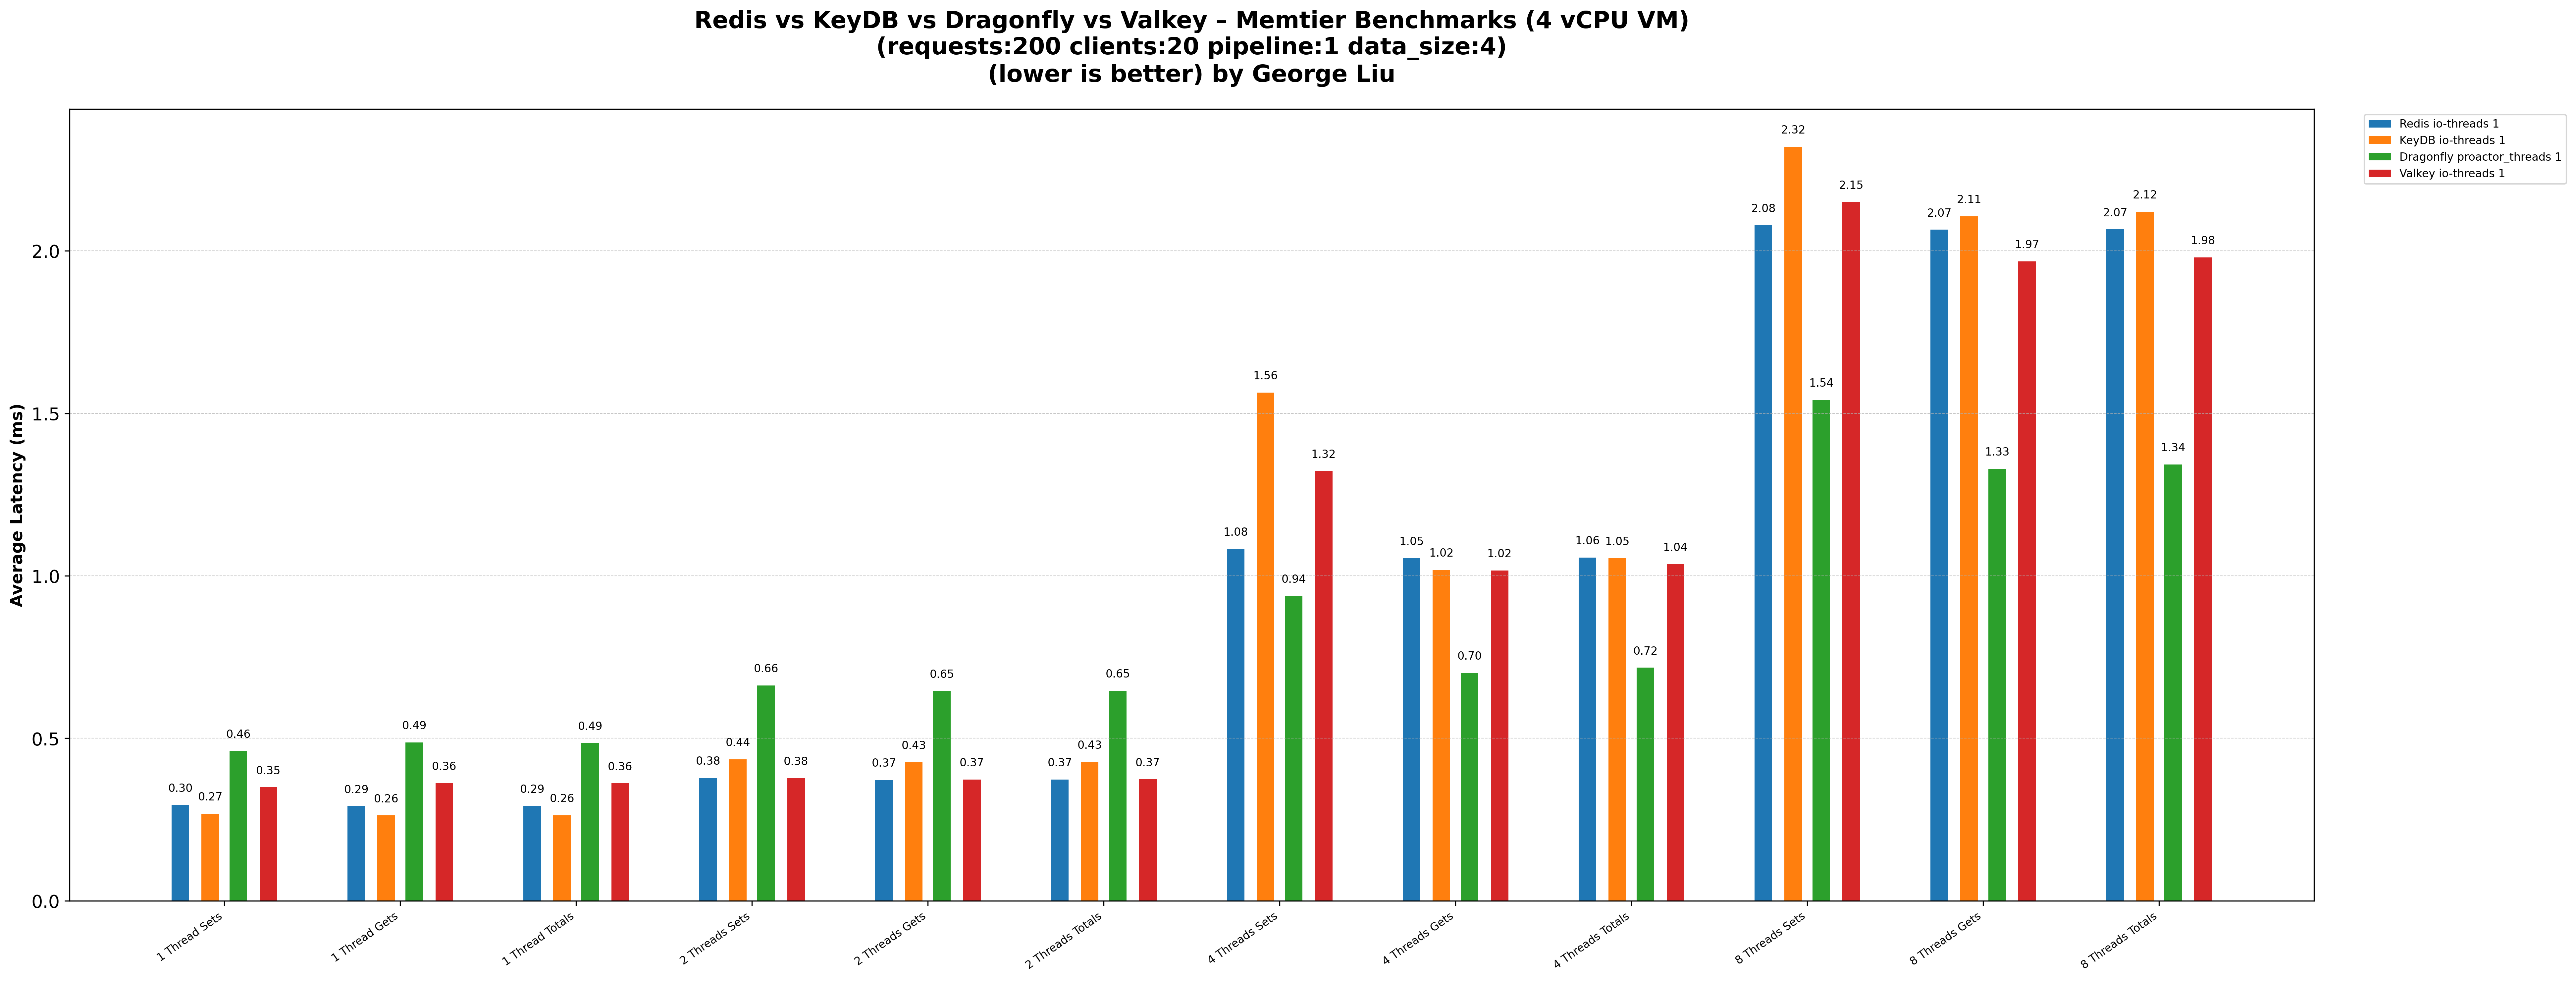 Redis vs KeyDB vs Dragonfly vs Valkey – Memtier Benchmarks (4 vCPU VM)
(requests:200 clients:20 pipeline:1 data_size:4)
(lower is better) by George Liu
Redis io-threads 1
KeyDB io-threads 1
Dragonfly proactor_threads 1
Valkey io-threads 1
Average Latency (ms)
2.0
1.5
1.0
0.5
0.0
0.30 0.27 0.46 0.35
0.29 0.26 0.49 0.36
0.29 0.26 0.49 0.36
0.38 0.44 0.66 0.38
0.37 0.43 0.65 0.37
0.37 0.43 0.65 0.37
1.08 1.56 0.94 1.32
1.05 1.02 0.70 1.02
1.06 1.05 0.72 1.04
2.08 2.32 1.54 2.15
2.07 2.11 1.33 1.97
2.07 2.12 1.34 1.98
1 Thread Sets
1 Thread Gets
1 Thread Totals
2 Threads Sets
2 Threads Gets
2 Threads Totals
4 Threads Sets
4 Threads Gets
4 Threads Totals
8 Threads Sets
8 Threads Gets
8 Threads Totals